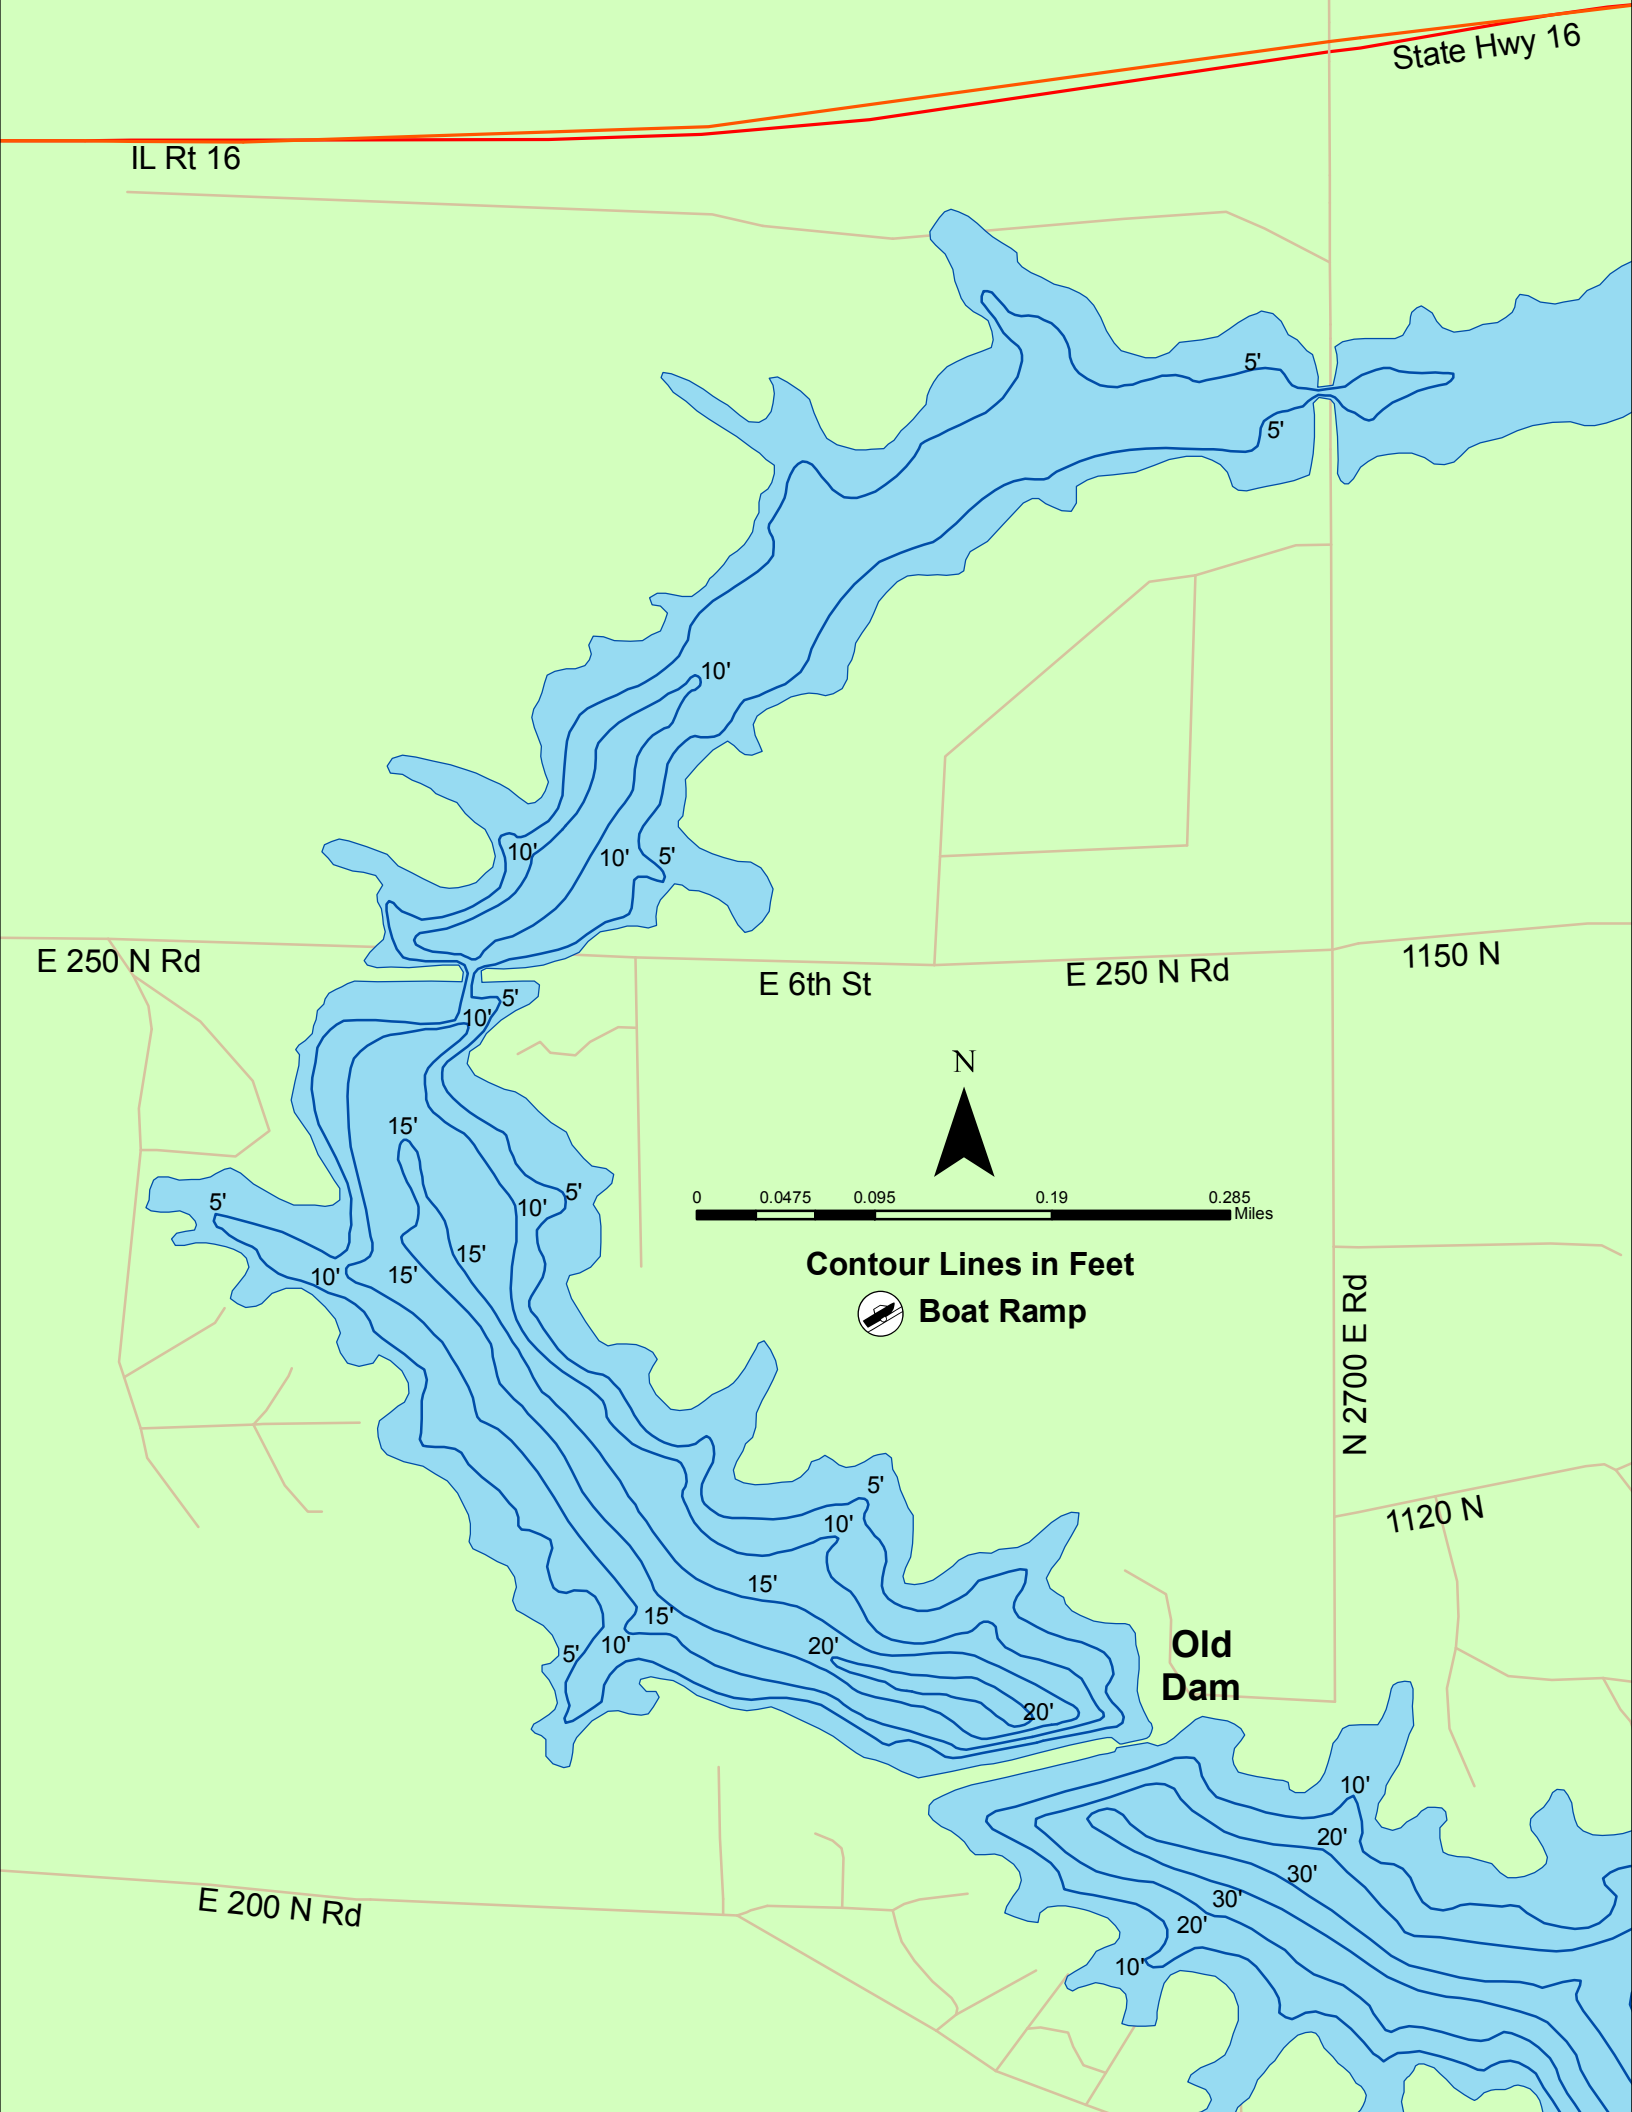 State Hwy 16
IL Rt 16
5'
5'
10'
10'
10'
5'
E 250 N Rd
E 6th St
E 250 N Rd
1150 N
5'
10'
N
15'
5'
5'
10'
0 0.0475 0.095 0.19 0.285
Miles
15'
10'
15'
Contour Lines in Feet
Boat Ramp
N 2700 E Rd
5'
10'
1120 N
15'
15'
5'
10'
20'
Old
Dam
20'
10'
20'
30'
30'
20'
10'
E 200 N Rd